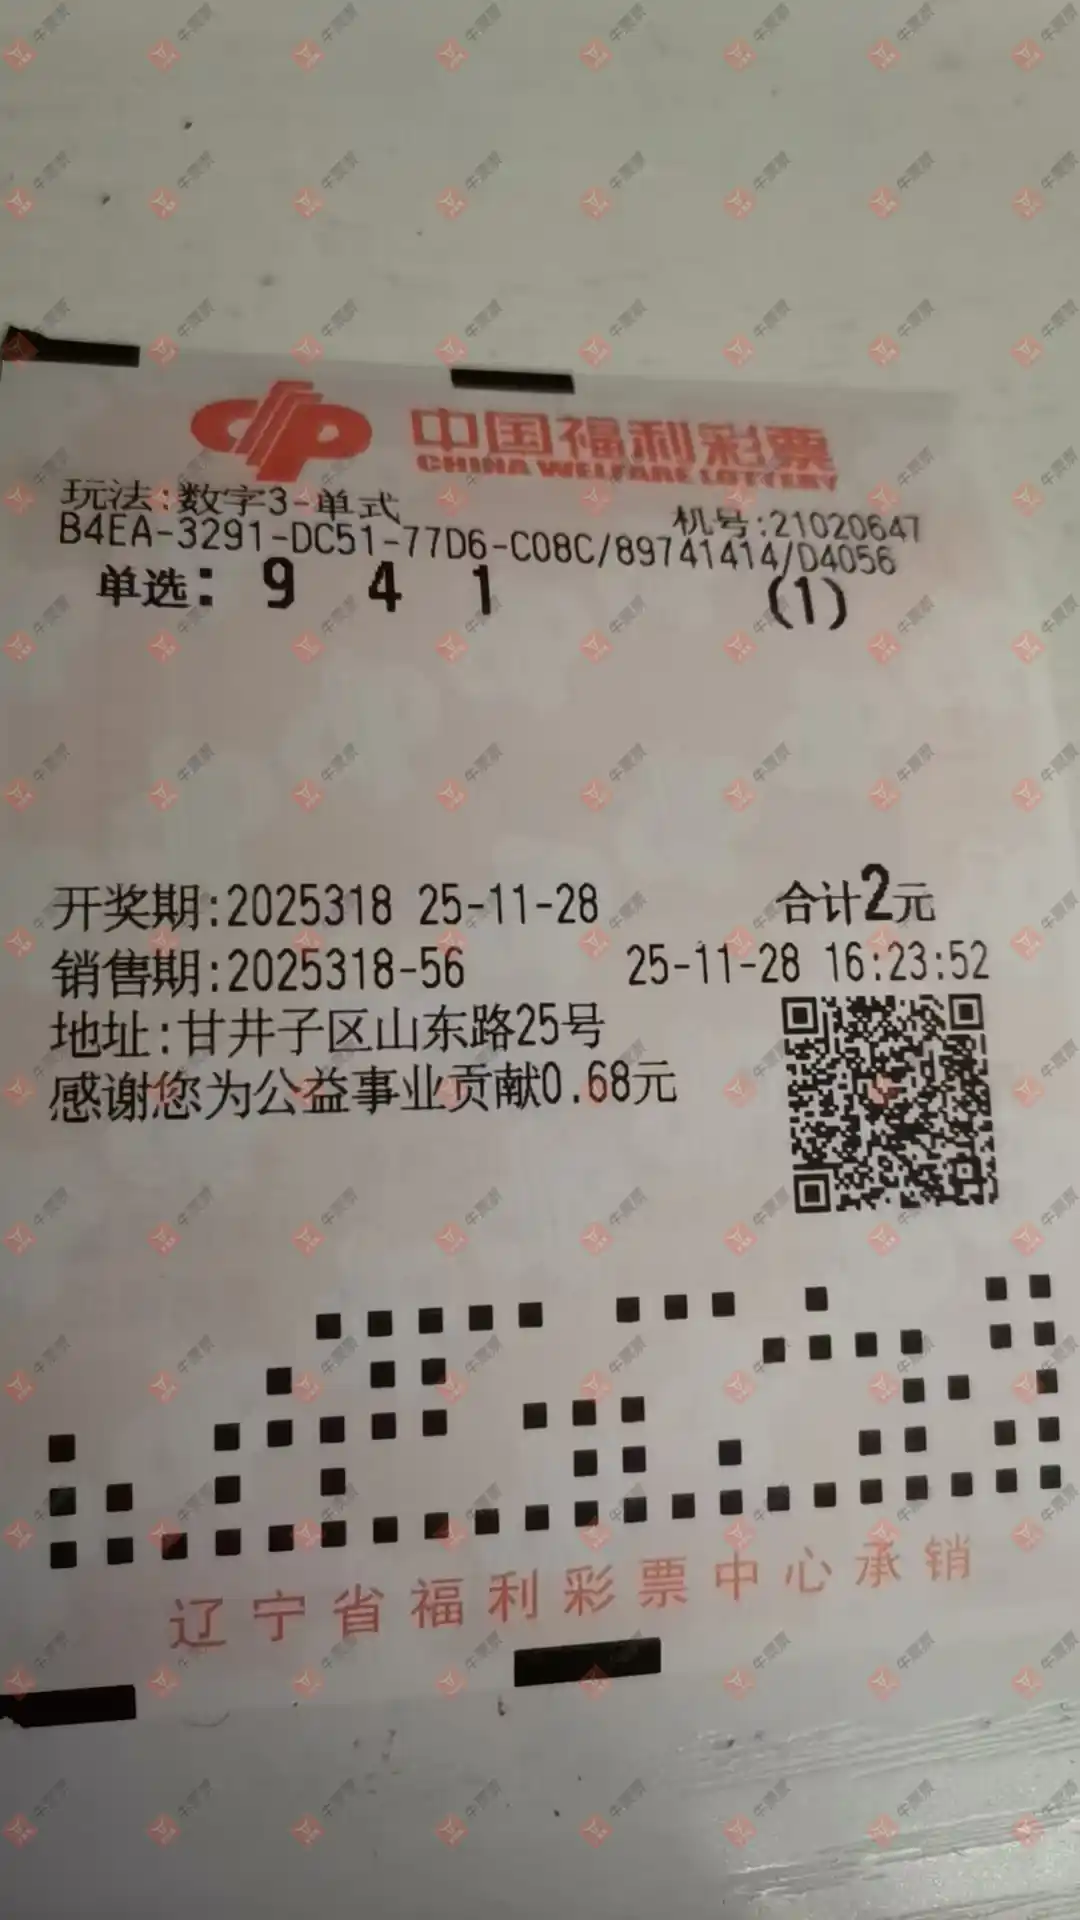 中国福利彩票
CHINA WELFARE LOTTERY
玩法:数字3-单式 机号:21020647
B4EA-3291-DC51-77D6-C08C/89741414/D4056
单选: 9 4 1 (1)
开奖期:2025318 25-11-28 合计2元
销售期:2025318-56 25-11-28 16:23:52
地址:甘井子区山东路25号
感谢您为公益事业贡献0.68元
辽宁省福利彩票中心承销